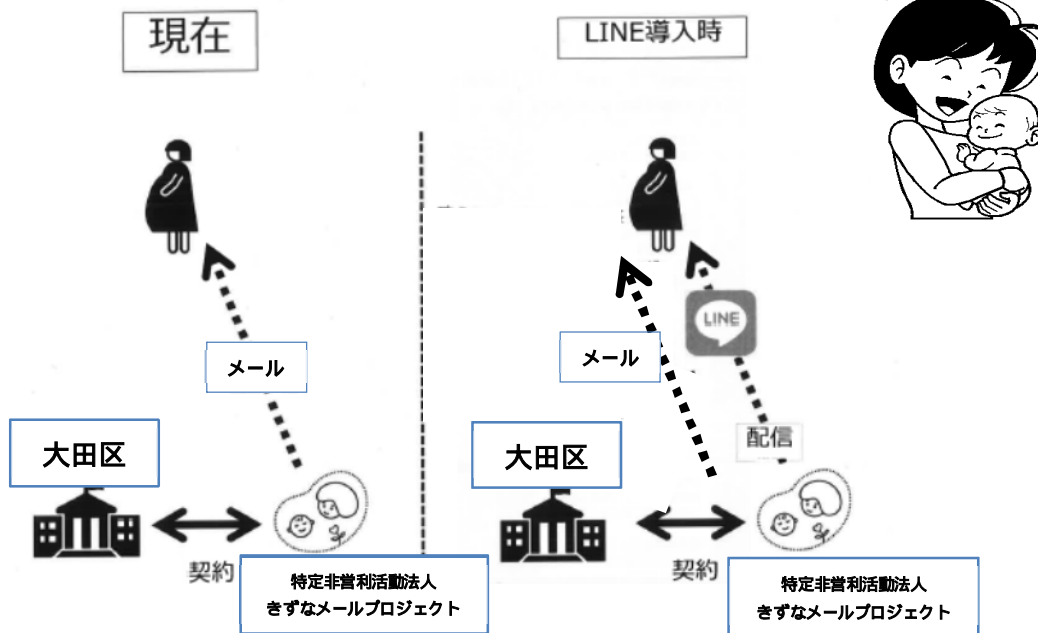 現在
LINE導入時
メール
大田区
契約
特定非営利活動法人
きずなメールプロジェクト
LINE
メール
配信
大田区
契約
特定非営利活動法人
きずなメールプロジェクト